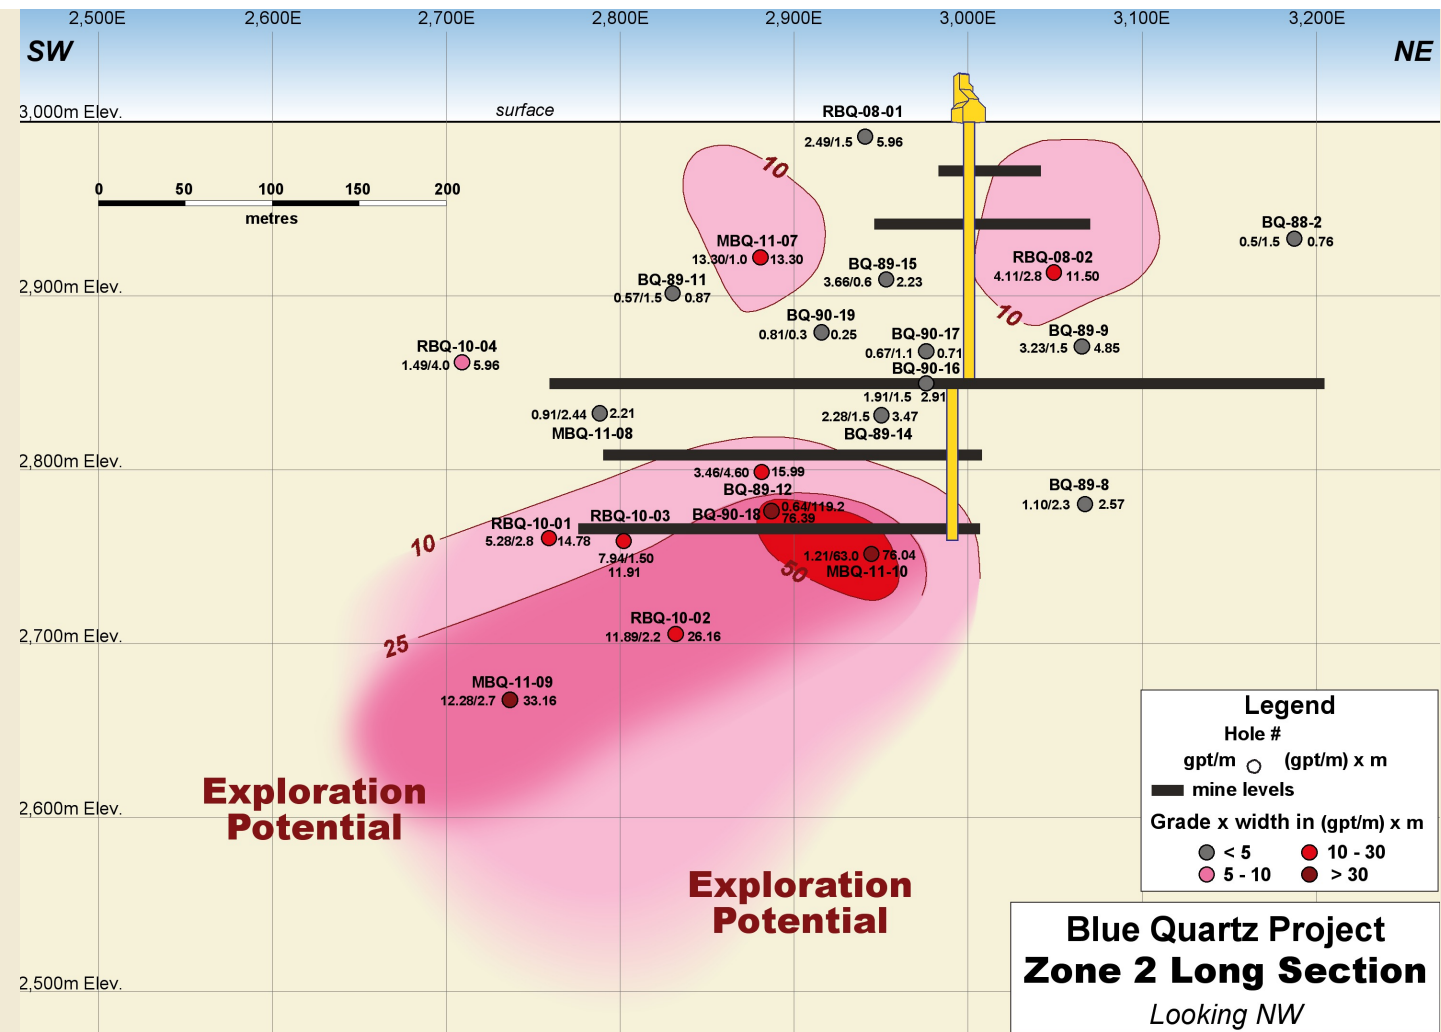 2,500E 2,600E 2,700E 2,800E 2,900E 3,000E 3,100E 3,200E
SW NE
3,000m Elev.
surface
RBQ-08-01
2.49/1.5 5.96
10
0 50 100 150 200
metres
BQ-88-2
0.5/1.5 0.76
MBQ-11-07
13.30/1.0 13.30
RBQ-08-02
4.11/2.8 11.50
BQ-89-15
3.66/0.6 2.23
BQ-89-11
0.57/1.5 0.87
2,900m Elev.
10
BQ-90-19
0.81/0.3 0.25
BQ-90-17
0.67/1.1 0.71
BQ-89-9
3.23/1.5 4.85
RBQ-10-04
1.49/4.0 5.96
BQ-90-16
1.91/1.5 2.91
0.91/2.44 2.21
MBQ-11-08
2.28/1.5 3.47
BQ-89-14
2,800m Elev.
3.46/4.60 15.99
BQ-89-12
BQ-89-8
1.10/2.3 2.57
BQ-90-18 0.64/119.2
76.39
RBQ-10-01
5.28/2.8 14.78
RBQ-10-03
7.94/1.50
11.91
10
1.21/63.0 76.04
MBQ-11-10
50
RBQ-10-02
11.89/2.2 26.16
2,700m Elev.
25
MBQ-11-09
12.28/2.7 33.16
Exploration
Potential
2,600m Elev.
Exploration
Potential
2,500m Elev.
Legend
Hole #
gpt/m (gpt/m) x m
mine levels
Grade x width in (gpt/m) x m
< 5 10 - 30
5 - 10 > 30
Blue Quartz Project
Zone 2 Long Section
Looking NW